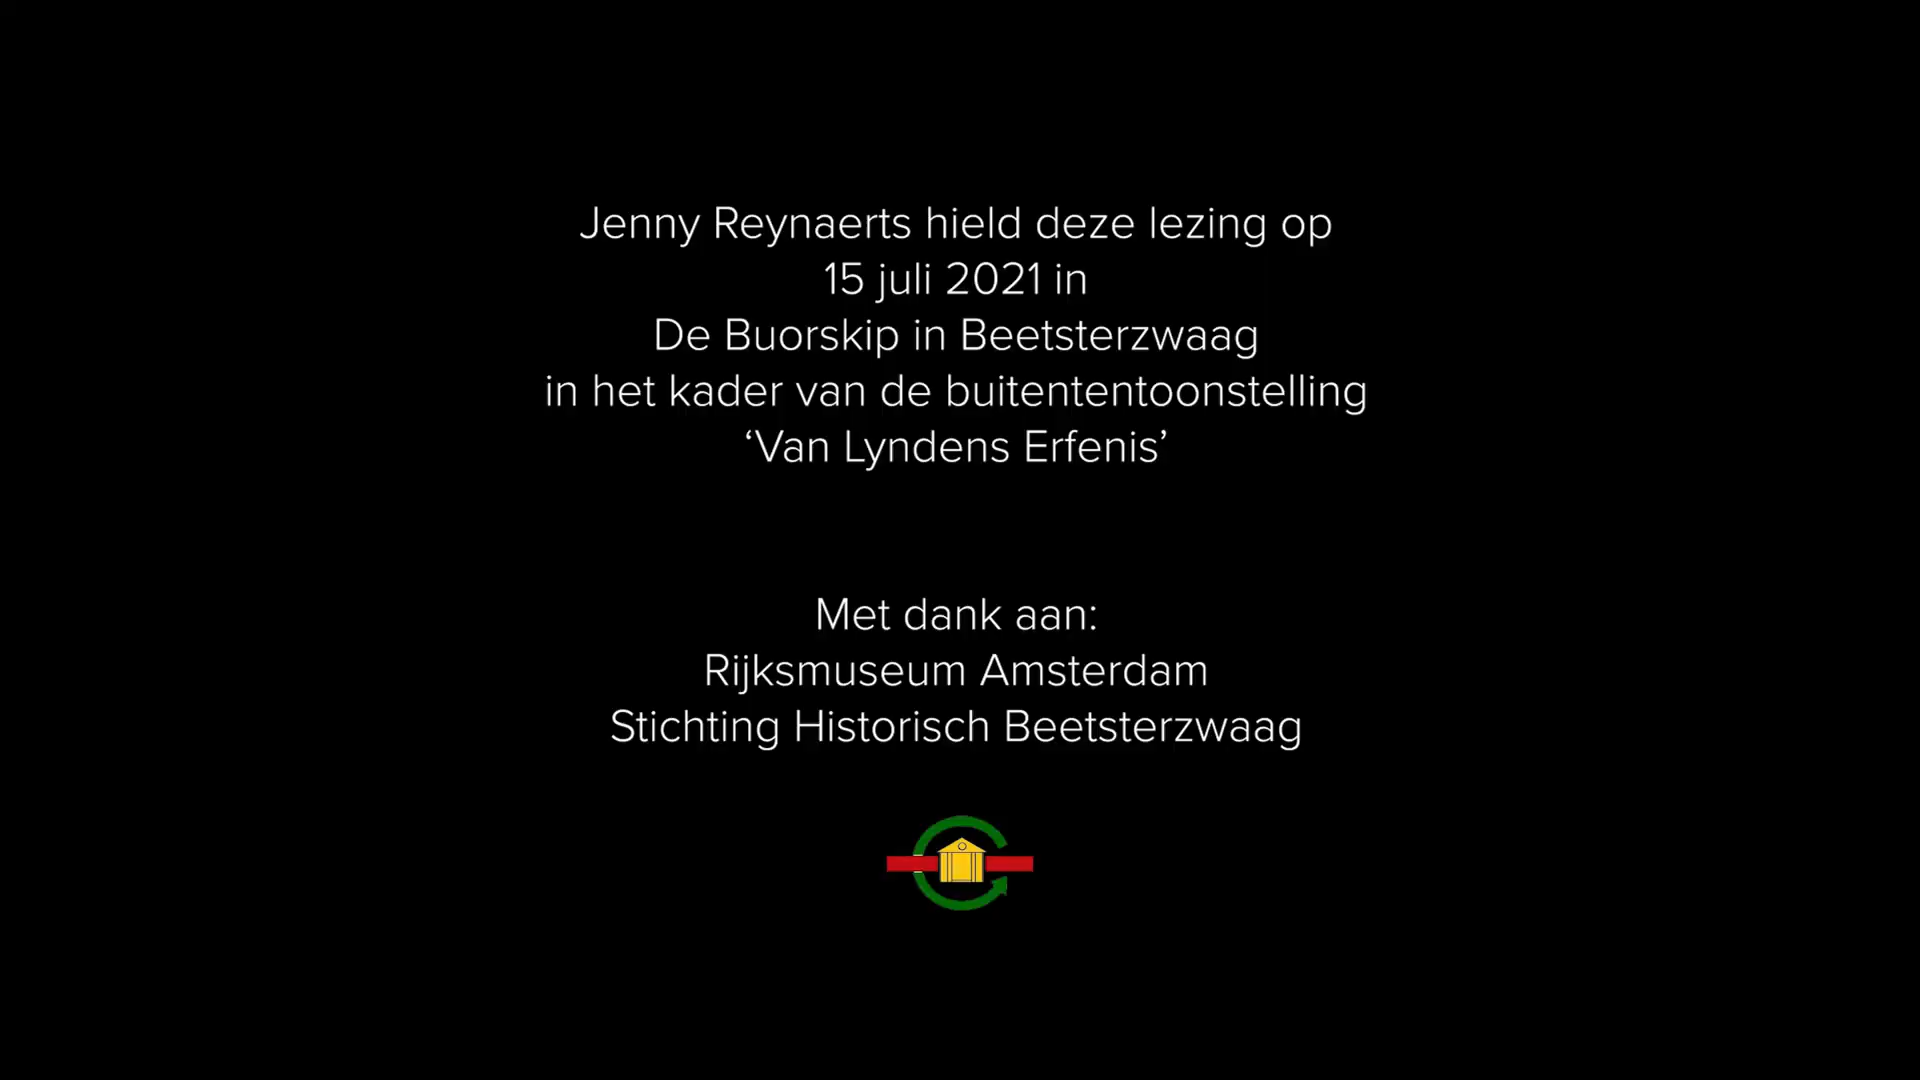 Jenny Reynaerts hield deze lezing op
15 juli 2021 in
De Buorskip in Beetsterzwaag
in het kader van de buitententoonstelling
‘Van Lyndens Erfenis’
Met dank aan:
Rijksmuseum Amsterdam
Stichting Historisch Beetsterzwaag